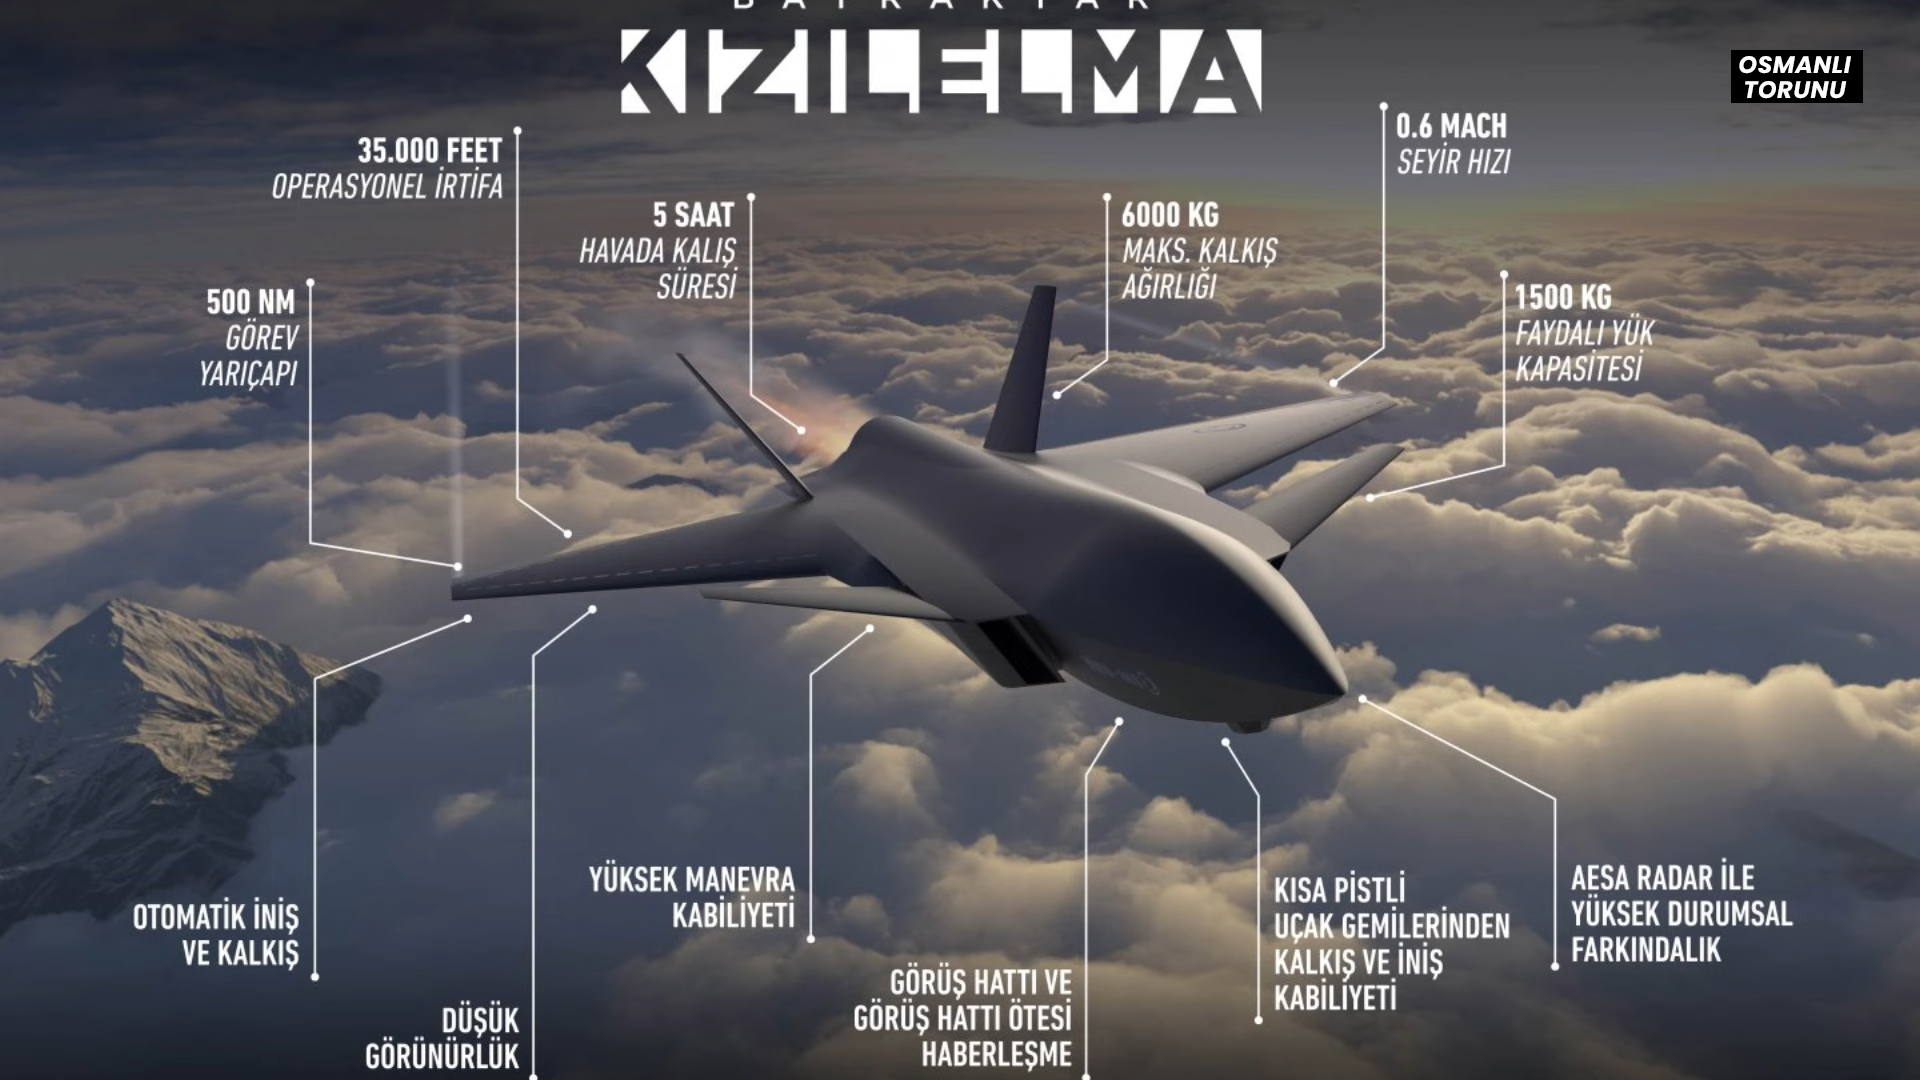 BAYRAKTAR
KIZILELMA
OSMANLI
TORUNU
35.000 FEET
OPERASYONEL İRTİFA
0.6 MACH
SEYİR HIZI
5 SAAT
HAVADA KALIŞ
SÜRESİ
6000 KG
MAKS. KALKIŞ
AĞIRLIĞI
500 NM
GÖREV
YARIÇAPI
1500 KG
FAYDALI YÜK
KAPASİTESİ
OTOMATİK İNİŞ
VE KALKIŞ
DÜŞÜK
GÖRÜNÜRLÜK
YÜKSEK MANEVRA
KABİLİYETİ
GÖRÜŞ HATTI VE
GÖRÜŞ HATTI ÖTESİ
HABERLEŞME
KISA PİSTLİ
UÇAK GEMİLERİNDEN
KALKIŞ VE İNİŞ
KABİLİYETİ
AESA RADAR İLE
YÜKSEK DURUMSAL
FARKINDALIK